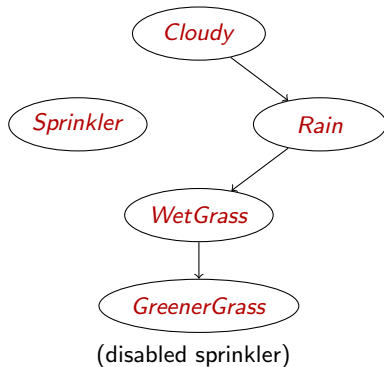 Cloudy
Sprinkler
Rain
WetGrass
GreenerGrass
(disabled sprinkler)